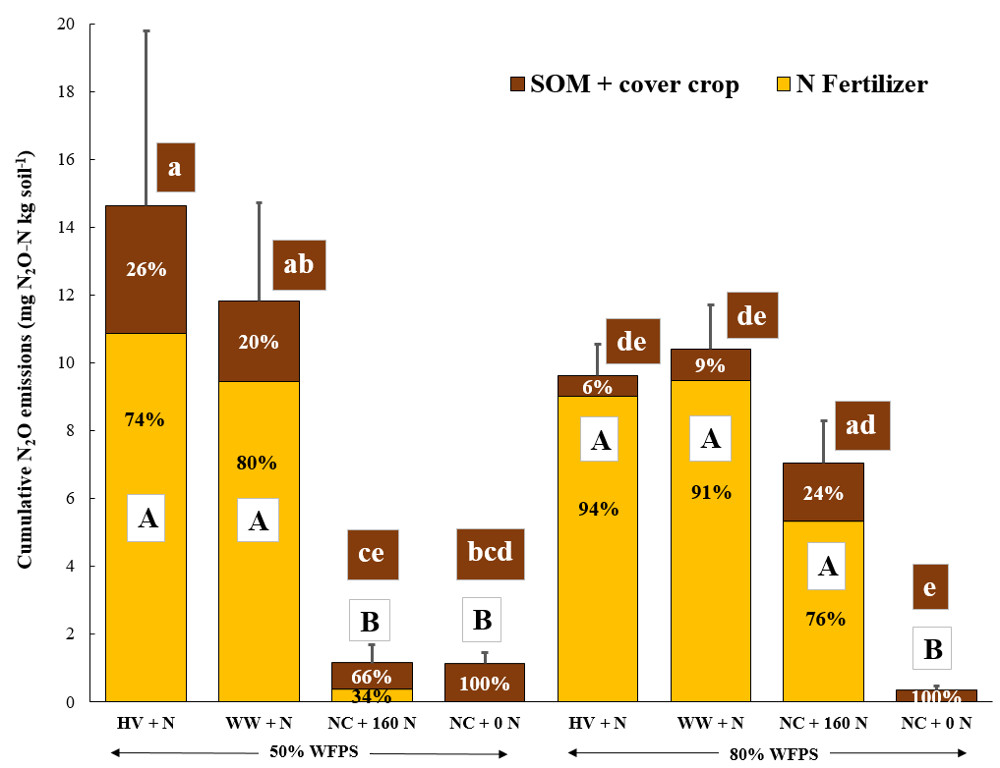 Cumulative N₂O emissions (mg N₂O-N kg soil⁻¹)
20
18
16
14
12
10
8
6
4
2
0
SOM + cover crop
N Fertilizer
a
26%
74%
A
ab
20%
80%
A
ce
B
66%
34%
bcd
B
100%
de
6%
A
94%
de
9%
A
91%
ad
24%
A
76%
e
B
100%
HV + N
WW + N
NC + 160 N
NC + 0 N
HV + N
WW + N
NC + 160 N
NC + 0 N
50% WFPS
80% WFPS